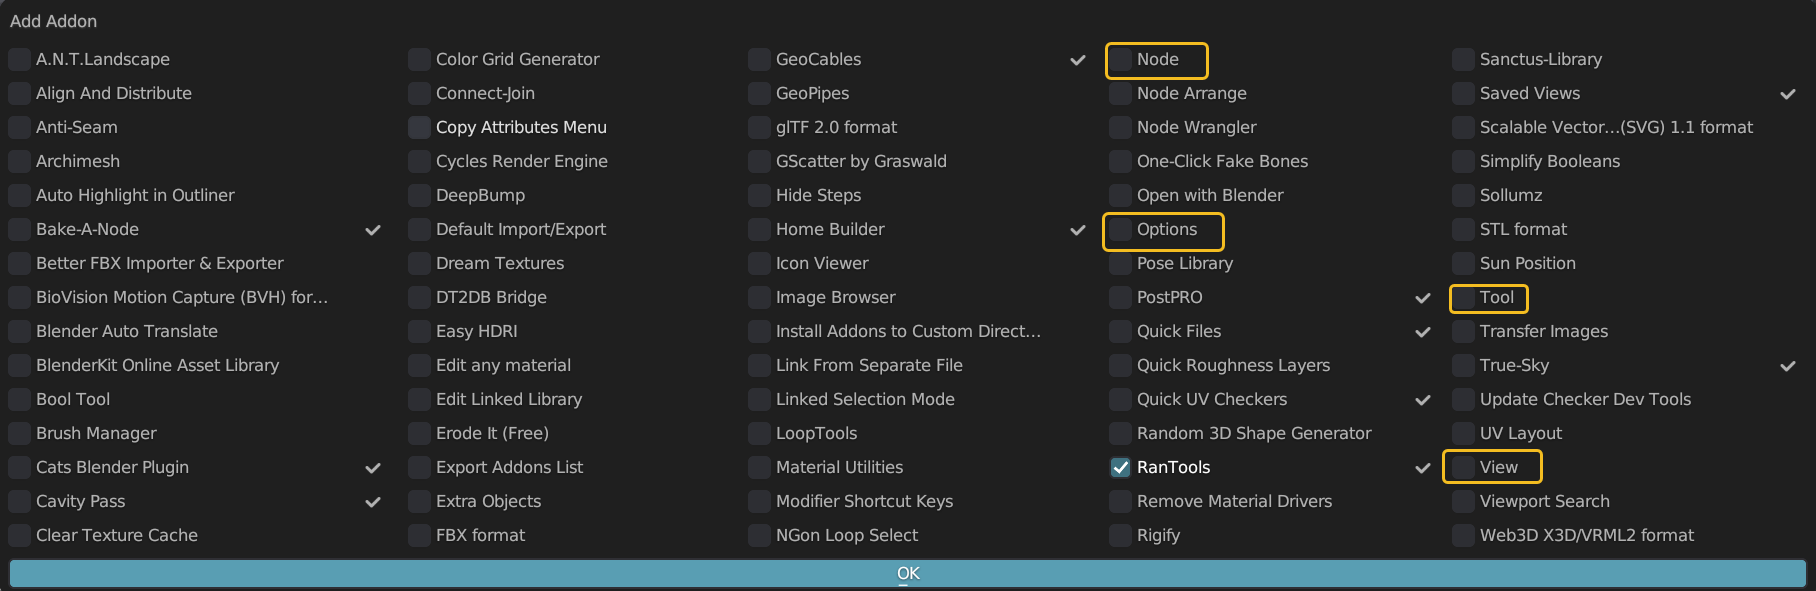 Add Addon
A.N.T.Landscape
Align And Distribute
Anti-Seam
Archimesh
Auto Highlight in Outliner
Bake-A-Node
Better FBX Importer & Exporter
BioVision Motion Capture (BVH) for...
Blender Auto Translate
BlenderKit Online Asset Library
Bool Tool
Brush Manager
Cats Blender Plugin
Cavity Pass
Clear Texture Cache
Color Grid Generator
Connect-Join
Copy Attributes Menu
Cycles Render Engine
DeepBump
Default Import/Export
Dream Textures
DT2DB Bridge
Easy HDRI
Edit any material
Edit Linked Library
Erode It (Free)
Export Addons List
Extra Objects
FBX format
GeoCables
GeoPipes
glTF 2.0 format
GScatter by Graswald
Hide Steps
Home Builder
Icon Viewer
Image Browser
Install Addons to Custom Direct...
Link From Separate File
Linked Selection Mode
LoopTools
Material Utilities
Modifier Shortcut Keys
NGon Loop Select
Node
Node Arrange
Node Wrangler
One-Click Fake Bones
Open with Blender
Options
Pose Library
PostPRO
Quick Files
Quick Roughness Layers
Quick UV Checkers
Random 3D Shape Generator
RanTools
Remove Material Drivers
Rigify
Sanctus-Library
Saved Views
Scalable Vector...(SVG) 1.1 format
Simplify Booleans
Sollumz
STL format
Sun Position
Tool
Transfer Images
True-Sky
Update Checker Dev Tools
UV Layout
View
Viewport Search
Web3D X3D/VRML2 format
OK